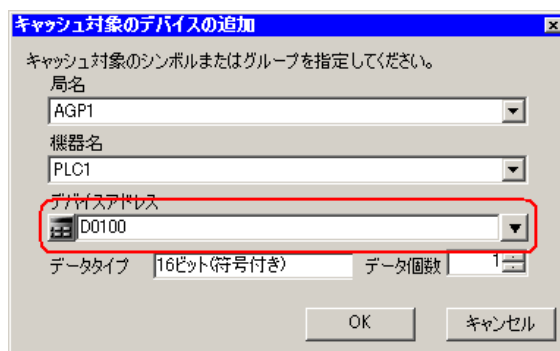 キャッシュ対象のデバイスの追加
キャッシュ対象のシンボルまたはグループを指定してください。
局名
AGP1
機器名
PLC1
デバイスアドレス
D0100
データタイプ 16ビット(符号付き) データ個数 1
OK キャンセル